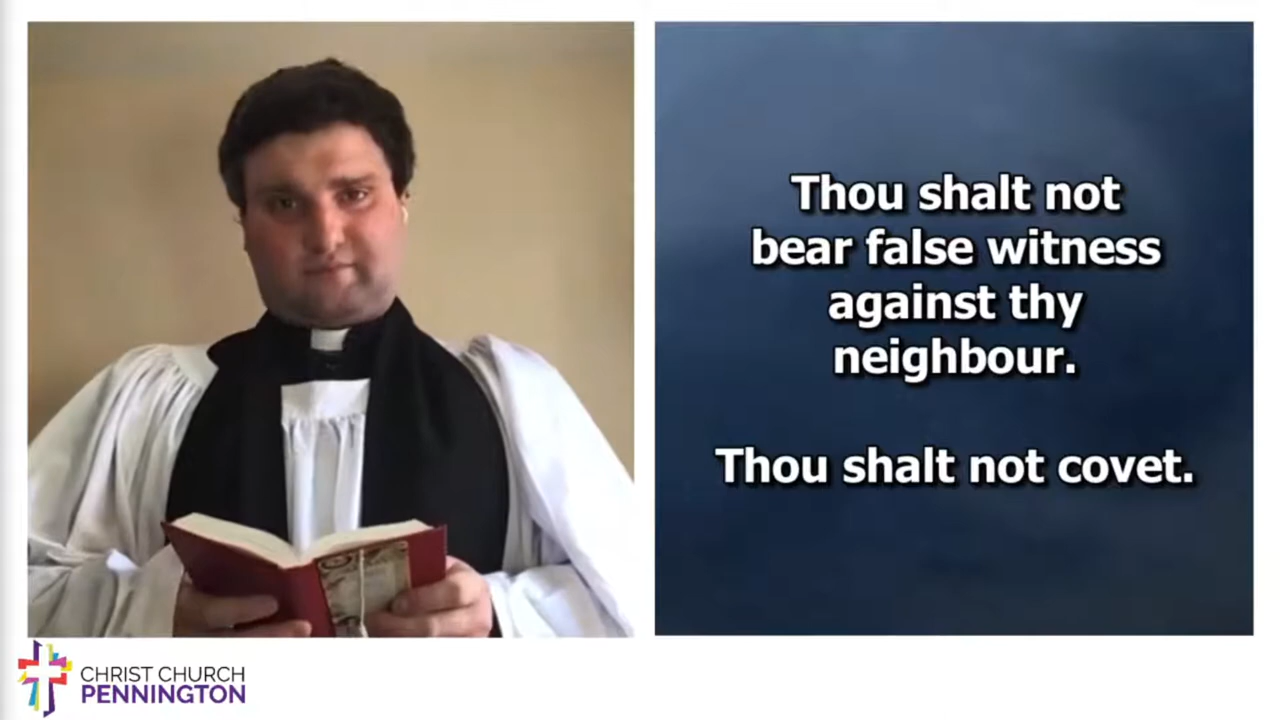 Thou shalt not
bear false witness
against thy
neighbour.
Thou shalt not covet.
CHRIST CHURCH
PENNINGTON